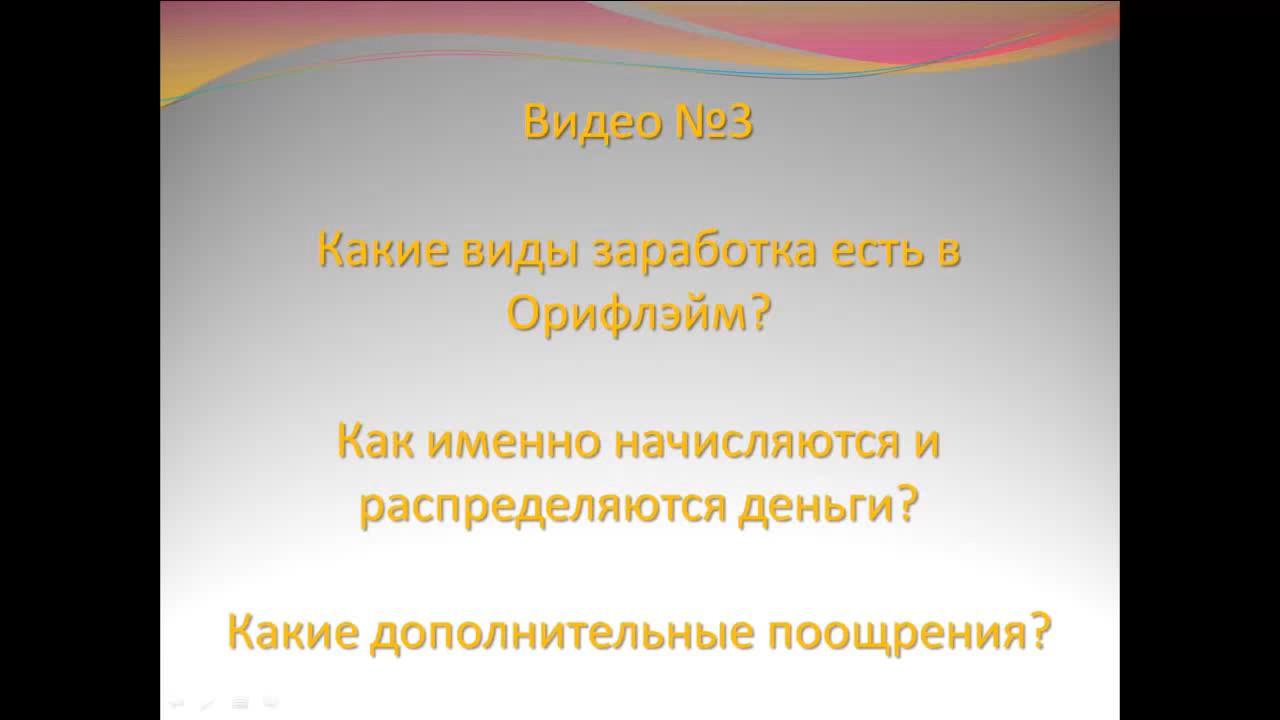 Видео №3
Какие виды заработка есть в
Орифлэйм?
Как именно начисляются и
распределяются деньги?
Какие дополнительные поощрения?